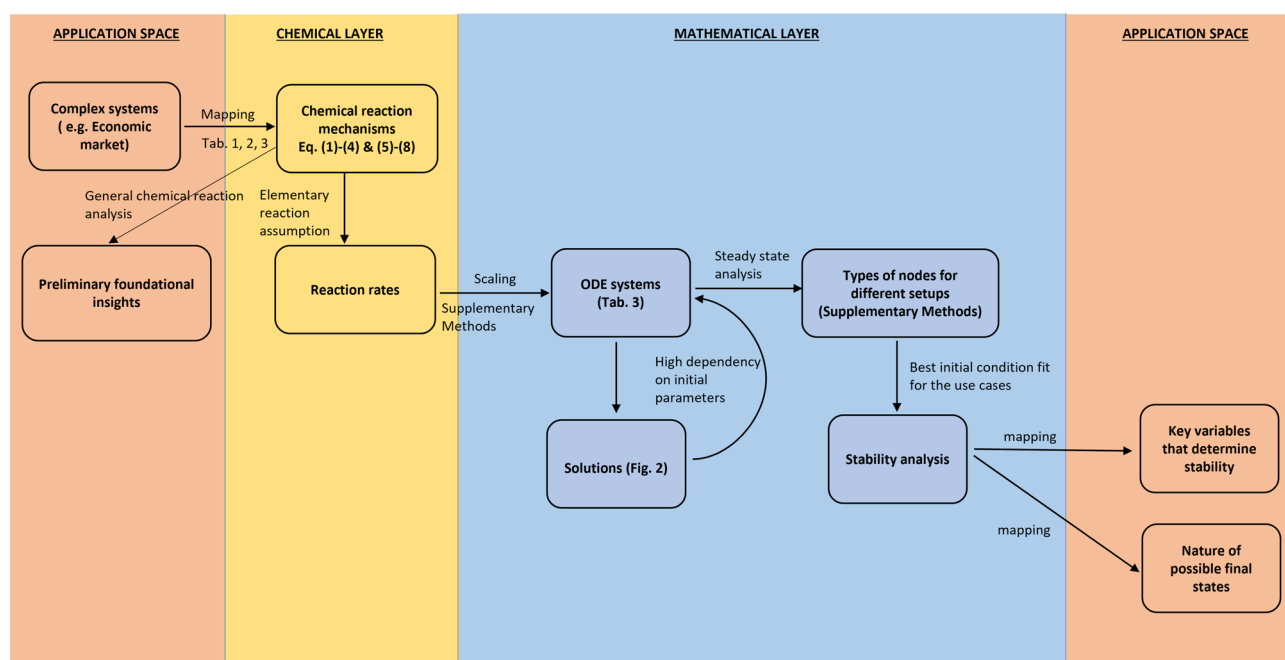 APPLICATION SPACE
CHEMICAL LAYER
MATHEMATICAL LAYER
APPLICATION SPACE
Complex systems
( e.g. Economic
market)
Mapping
Tab. 1, 2, 3
Chemical reaction
mechanisms
Eq. (1)-(4) & (5)-(8)
General chemical reaction
analysis
Elementary
reaction
assumption
Preliminary foundational
insights
Reaction rates
Scaling
Supplementary
Methods
ODE systems
(Tab. 3)
Steady state
analysis
Types of nodes for
different setups
(Supplementary Methods)
High dependency
on initial
parameters
Best initial condition fit
for the use cases
Solutions (Fig. 2)
Stability analysis
mapping
Key variables
that determine
stability
mapping
Nature of
possible final
states